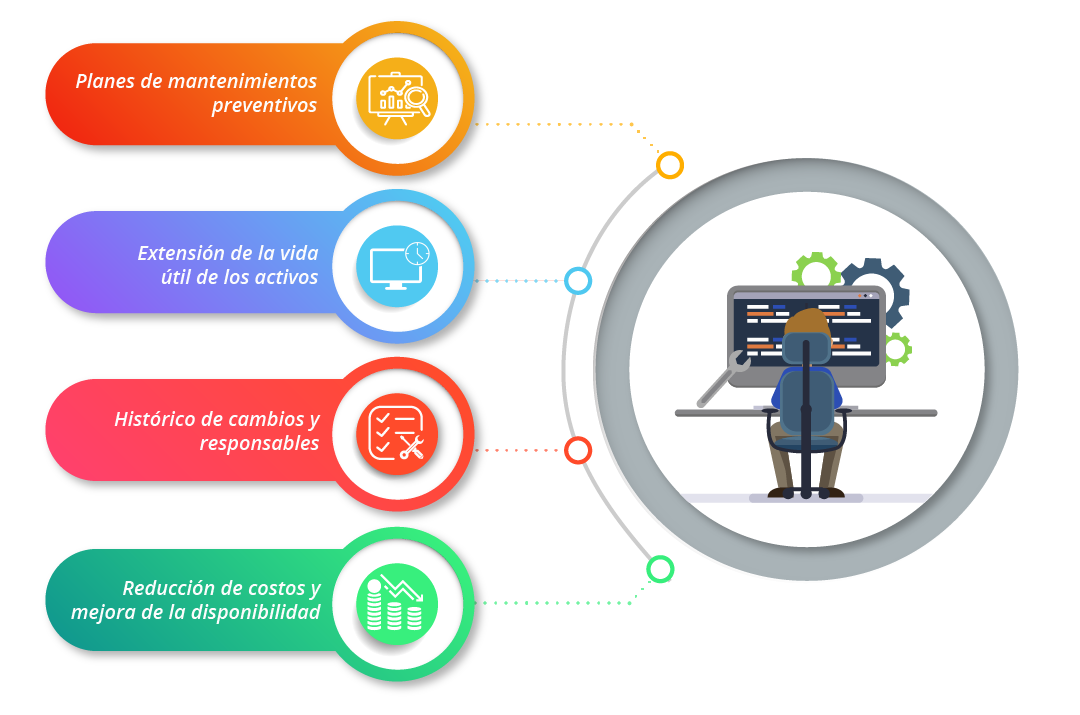 Planes de mantenimientos
preventivos
Extensión de la vida
útil de los activos
Histórico de cambios y
responsables
Reducción de costos y
mejora de la disponibilidad